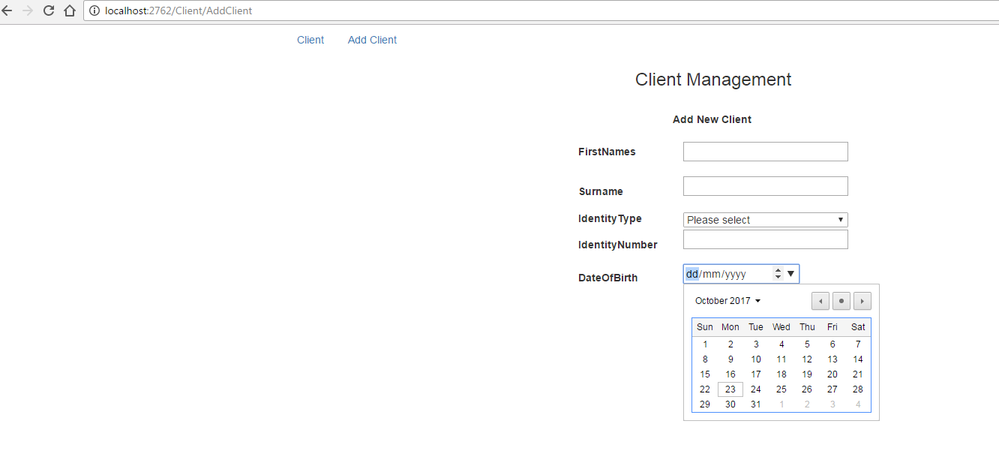 localhost:2762/Client/AddClient
Client Add Client
Client Management
Add New Client
FirstNames
Surname
IdentityType Please select
IdentityNumber
DateOfBirth dd/mm/yyyy
October 2017
Sun Mon Tue Wed Thu Fri Sat
1 2 3 4 5 6 7
8 9 10 11 12 13 14
15 16 17 18 19 20 21
22 23 24 25 26 27 28
29 30 31 1 2 3 4